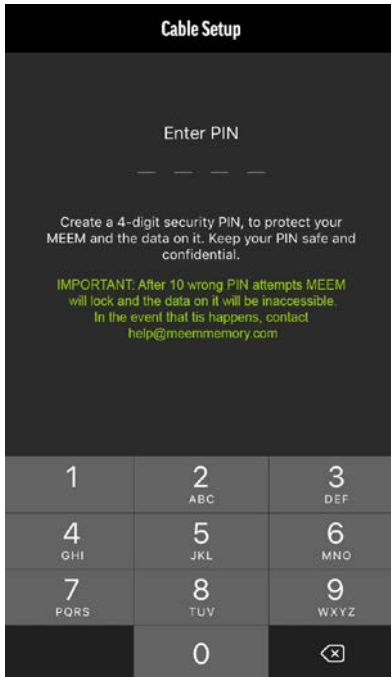 Cable Setup
Enter PIN
Create a 4-digit security PIN, to protect your
MEEM and the data on it. Keep your PIN safe and
confidential.
IMPORTANT: After 10 wrong PIN attempts MEEM
will lock and the data on it will be inaccessible.
In the event that tis happens, contact
help@meemmemory.com
1 2 3
ABC DEF
4 5 6
GHI JKL MNO
7 8 9
PQRS TUV WXYZ
0